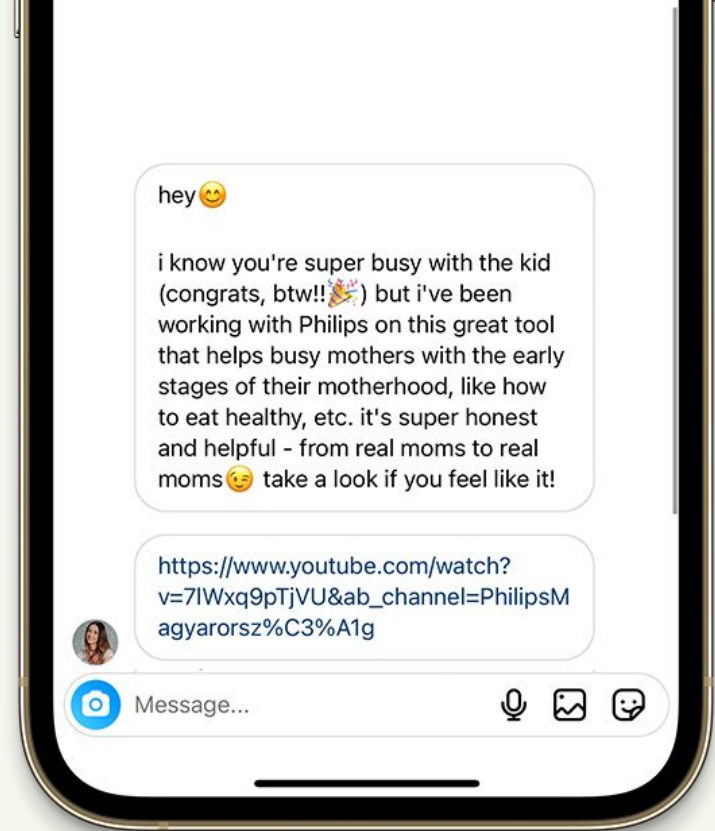 hey😊
i know you're super busy with the kid
(congrats, btw!!🎉) but i've been
working with Philips on this great tool
that helps busy mothers with the early
stages of their motherhood, like how
to eat healthy, etc. it's super honest
and helpful - from real moms to real
moms😉 take a look if you feel like it!
https://www.youtube.com/watch?
v=7IWxq9pTjVU&ab_channel=PhilipsM
agyarorsz%C3%A1g
Message...